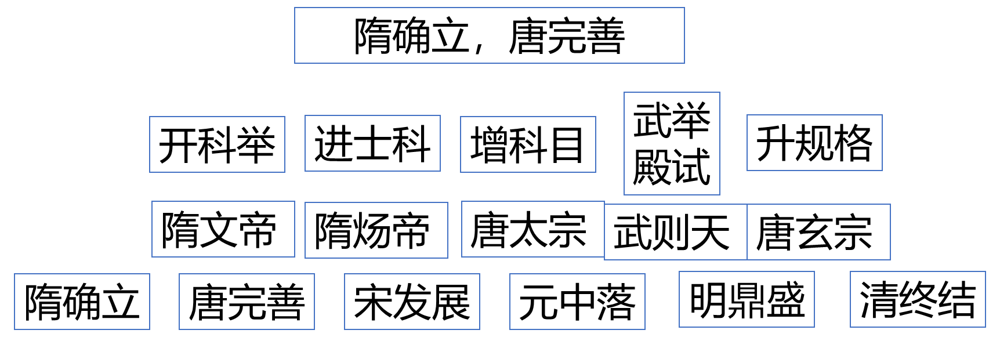 隋确立，唐完善
开科举
进士科
增科目
武举
殿试
升规格
隋文帝
隋炀帝
唐太宗
武则天
唐玄宗
隋确立
唐完善
宋发展
元中落
明鼎盛
清终结